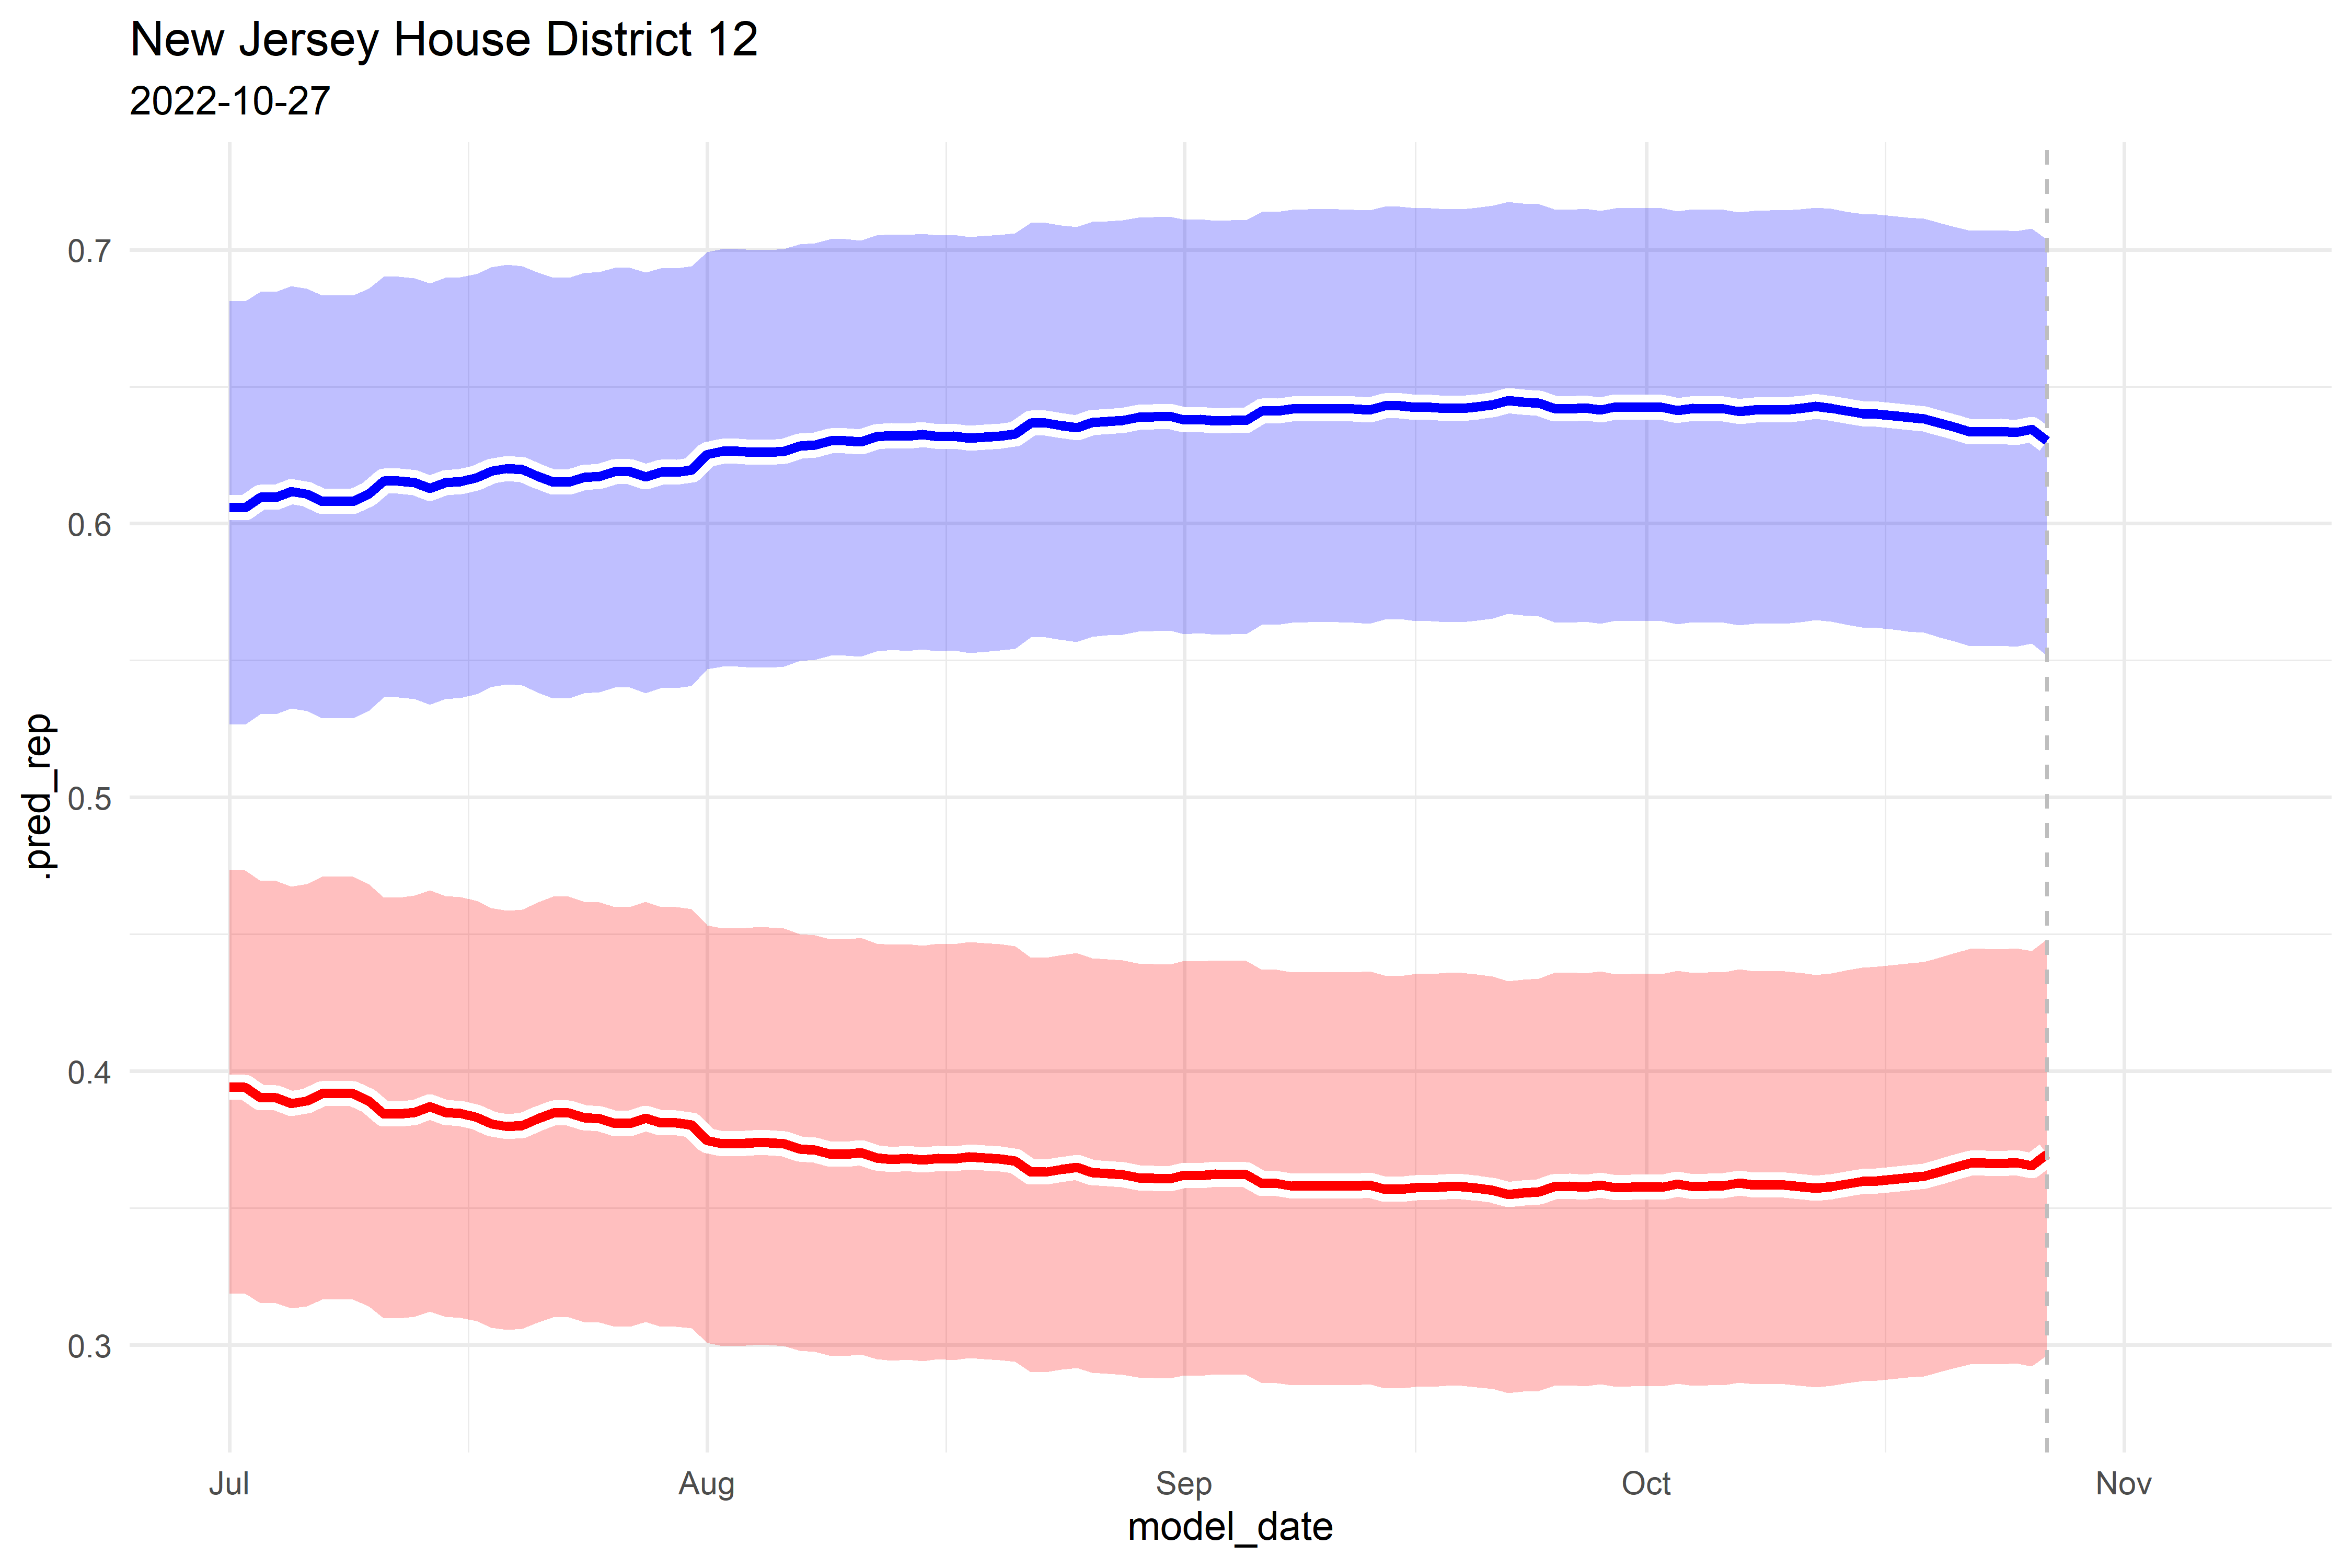 New Jersey House District 12
2022-10-27
.pred_rep
0.7
0.6
0.5
0.4
0.3
Jul Aug Sep Oct Nov
model_date